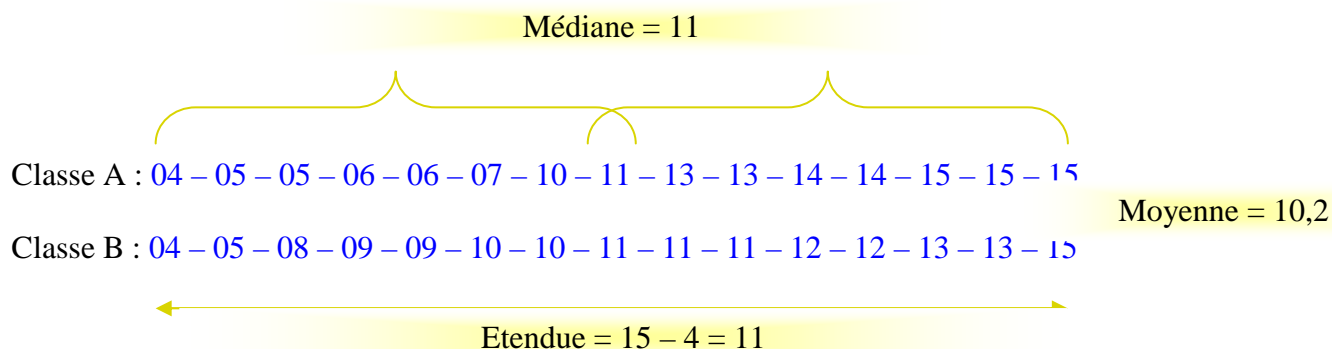 Médiane = 11
Classe A : 04 – 05 – 05 – 06 – 06 – 07 – 10 – 11 – 13 – 13 – 14 – 14 – 15 – 15 – 15
Moyenne = 10,2
Classe B : 04 – 05 – 08 – 09 – 09 – 10 – 10 – 11 – 11 – 11 – 12 – 12 – 13 – 13 – 15
Etendue = 15 – 4 = 11